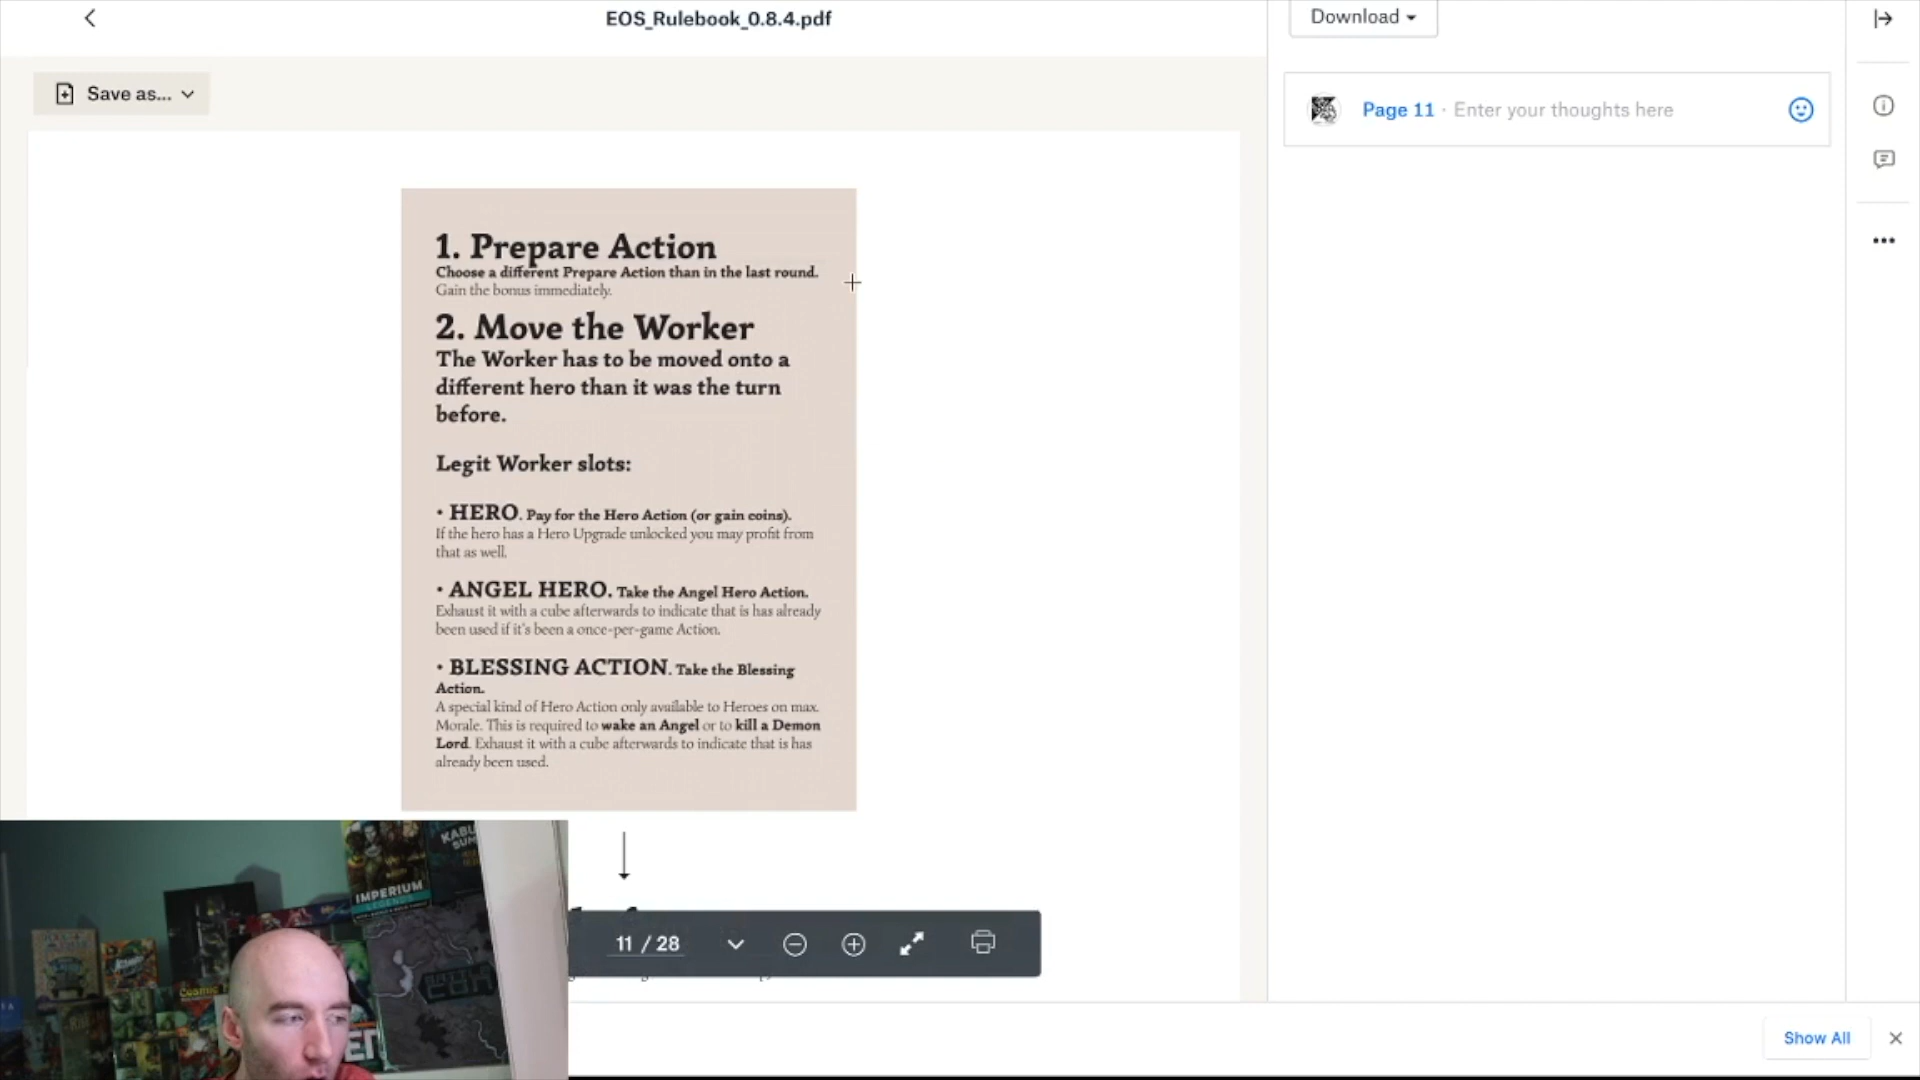 EOS_Rulebook_0.8.4.pdf
Download
Save as...
Page 11 · Enter your thoughts here
1. Prepare Action
Choose a different Prepare Action than in the last round.
Gain the bonus immediately.
2. Move the Worker
The Worker has to be moved onto a
different hero than it was the turn
before.
Legit Worker slots:
• HERO. Pay for the Hero Action (or gain coins).
If the hero has a Hero Upgrade unlocked you may profit from
that as well.
• ANGEL HERO. Take the Angel Hero Action.
Exhaust it with a cube afterwards to indicate that is has already
been used if it's been a once-per-game Action.
• BLESSING ACTION. Take the Blessing
Action.
A special kind of Hero Action only available to Heroes on max.
Morale. This is required to wake an Angel or to kill a Demon
Lord. Exhaust it with a cube afterwards to indicate that is has
already been used.
11 / 28
IMPERIUM
LEGENDS
Show All